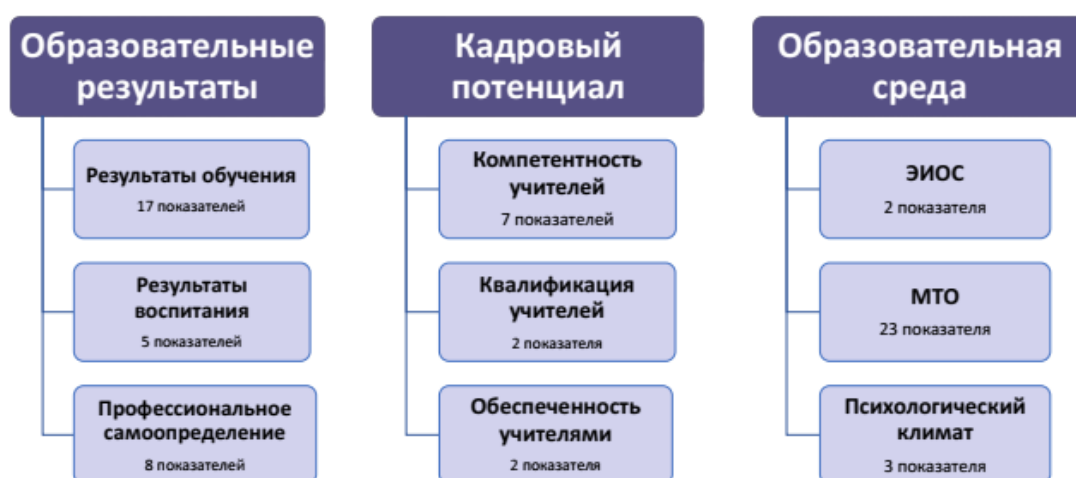 Образовательные
результаты
Результаты обучения
17 показателей
Результаты
воспитания
5 показателей
Профессиональное
самоопределение
8 показателей
Кадровый
потенциал
Компетентность
учителей
7 показателей
Квалификация
учителей
2 показателя
Обеспеченность
учителями
2 показателя
Образовательная
среда
ЭИОС
2 показателя
МТО
23 показателя
Психологический
климат
3 показателя